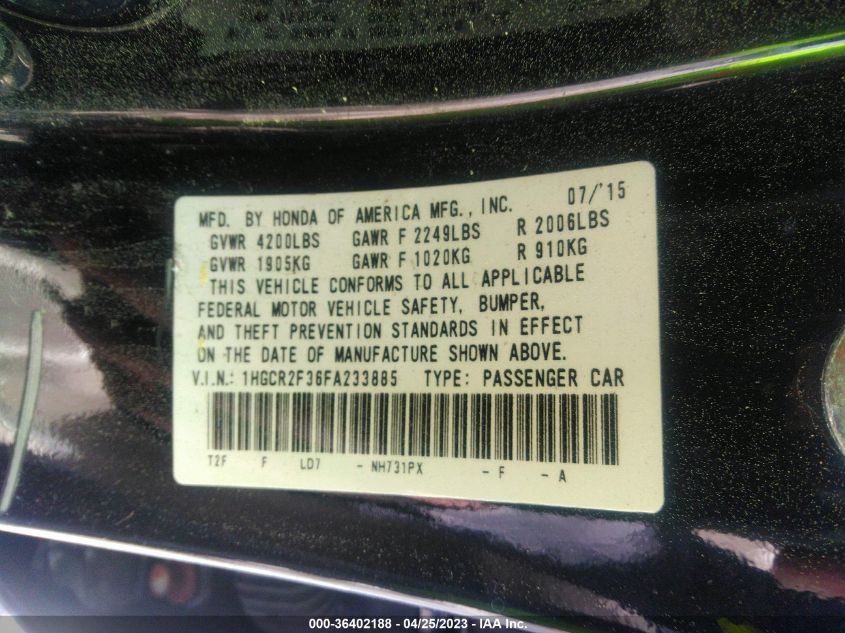 MFD. BY HONDA OF AMERICA MFG., INC. 07/'15
GVWR 4200LBS GAWR F 2249LBS R 2006LBS
GVWR 1905KG GAWR F 1020KG R 910KG
THIS VEHICLE CONFORMS TO ALL APPLICABLE
FEDERAL MOTOR VEHICLE SAFETY, BUMPER,
AND THEFT PREVENTION STANDARDS IN EFFECT
ON THE DATE OF MANUFACTURE SHOWN ABOVE.
V.I.N.: 1HGCR2F36FA233885 TYPE: PASSENGER CAR
T2F F LD7 - NH731PX - F - A
000-36402188 - 04/25/2023 - IAA Inc.